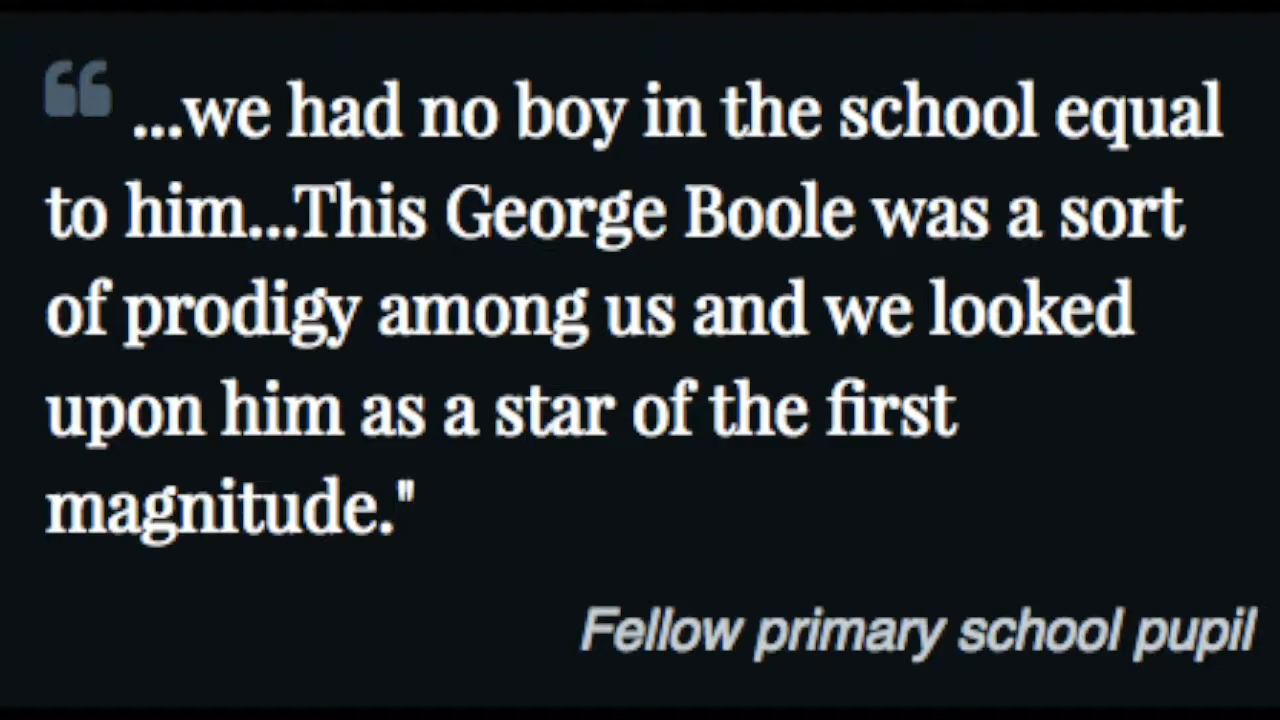 “ ...we had no boy in the school equal
to him...This George Boole was a sort
of prodigy among us and we looked
upon him as a star of the first
magnitude."
Fellow primary school pupil